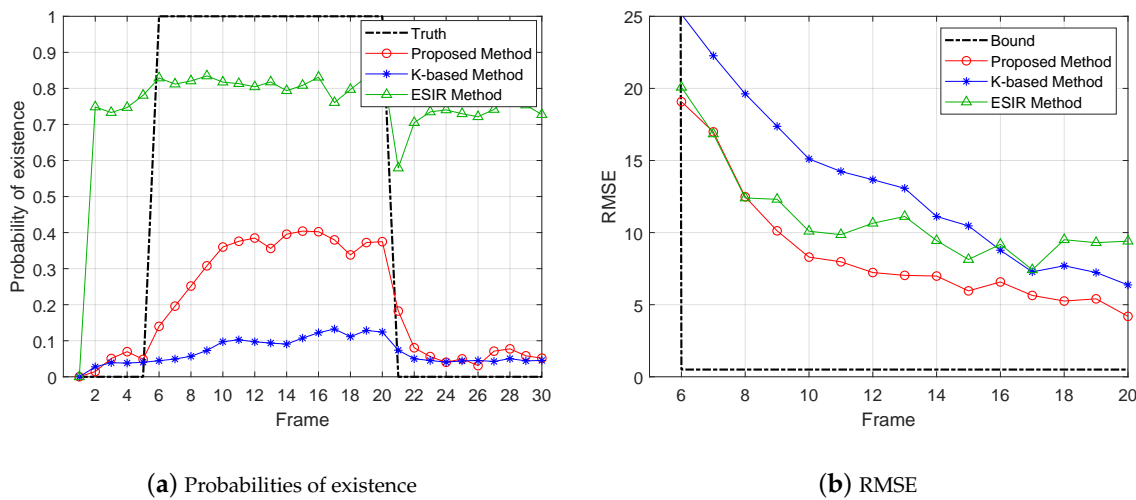 1
0.9
0.8
0.7
0.6
0.5
0.4
0.3
0.2
0.1
0
Probability of existence
Truth
Proposed Method
K-based Method
ESIR Method
2 4 6 8 10 12 14 16 18 20 22 24 26 28 30
Frame
(a) Probabilities of existence
25
20
15
10
5
0
RMSE
Bound
Proposed Method
K-based Method
ESIR Method
6 8 10 12 14 16 18 20
Frame
(b) RMSE